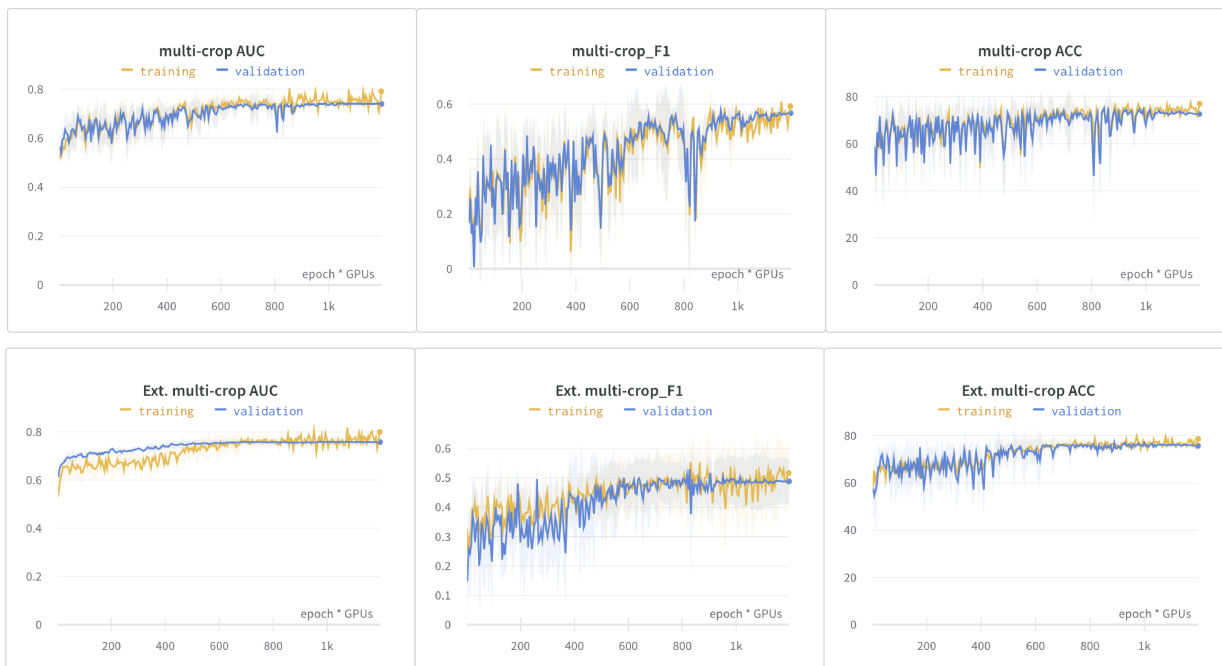 multi-crop AUC
training validation
0.8
0.6
0.4
0.2
0
epoch * GPUs
200 400 600 800 1k
multi-crop_F1
training validation
0.6
0.4
0.2
0
epoch * GPUs
200 400 600 800 1k
multi-crop ACC
training validation
80
60
40
20
0
epoch * GPUs
200 400 600 800 1k
Ext. multi-crop AUC
training validation
0.8
0.6
0.4
0.2
0
epoch * GPUs
200 400 600 800 1k
Ext. multi-crop_F1
training validation
0.6
0.5
0.4
0.3
0.2
0.1
0
epoch * GPUs
200 400 600 800 1k
Ext. multi-crop ACC
training validation
80
60
40
20
0
epoch * GPUs
200 400 600 800 1k